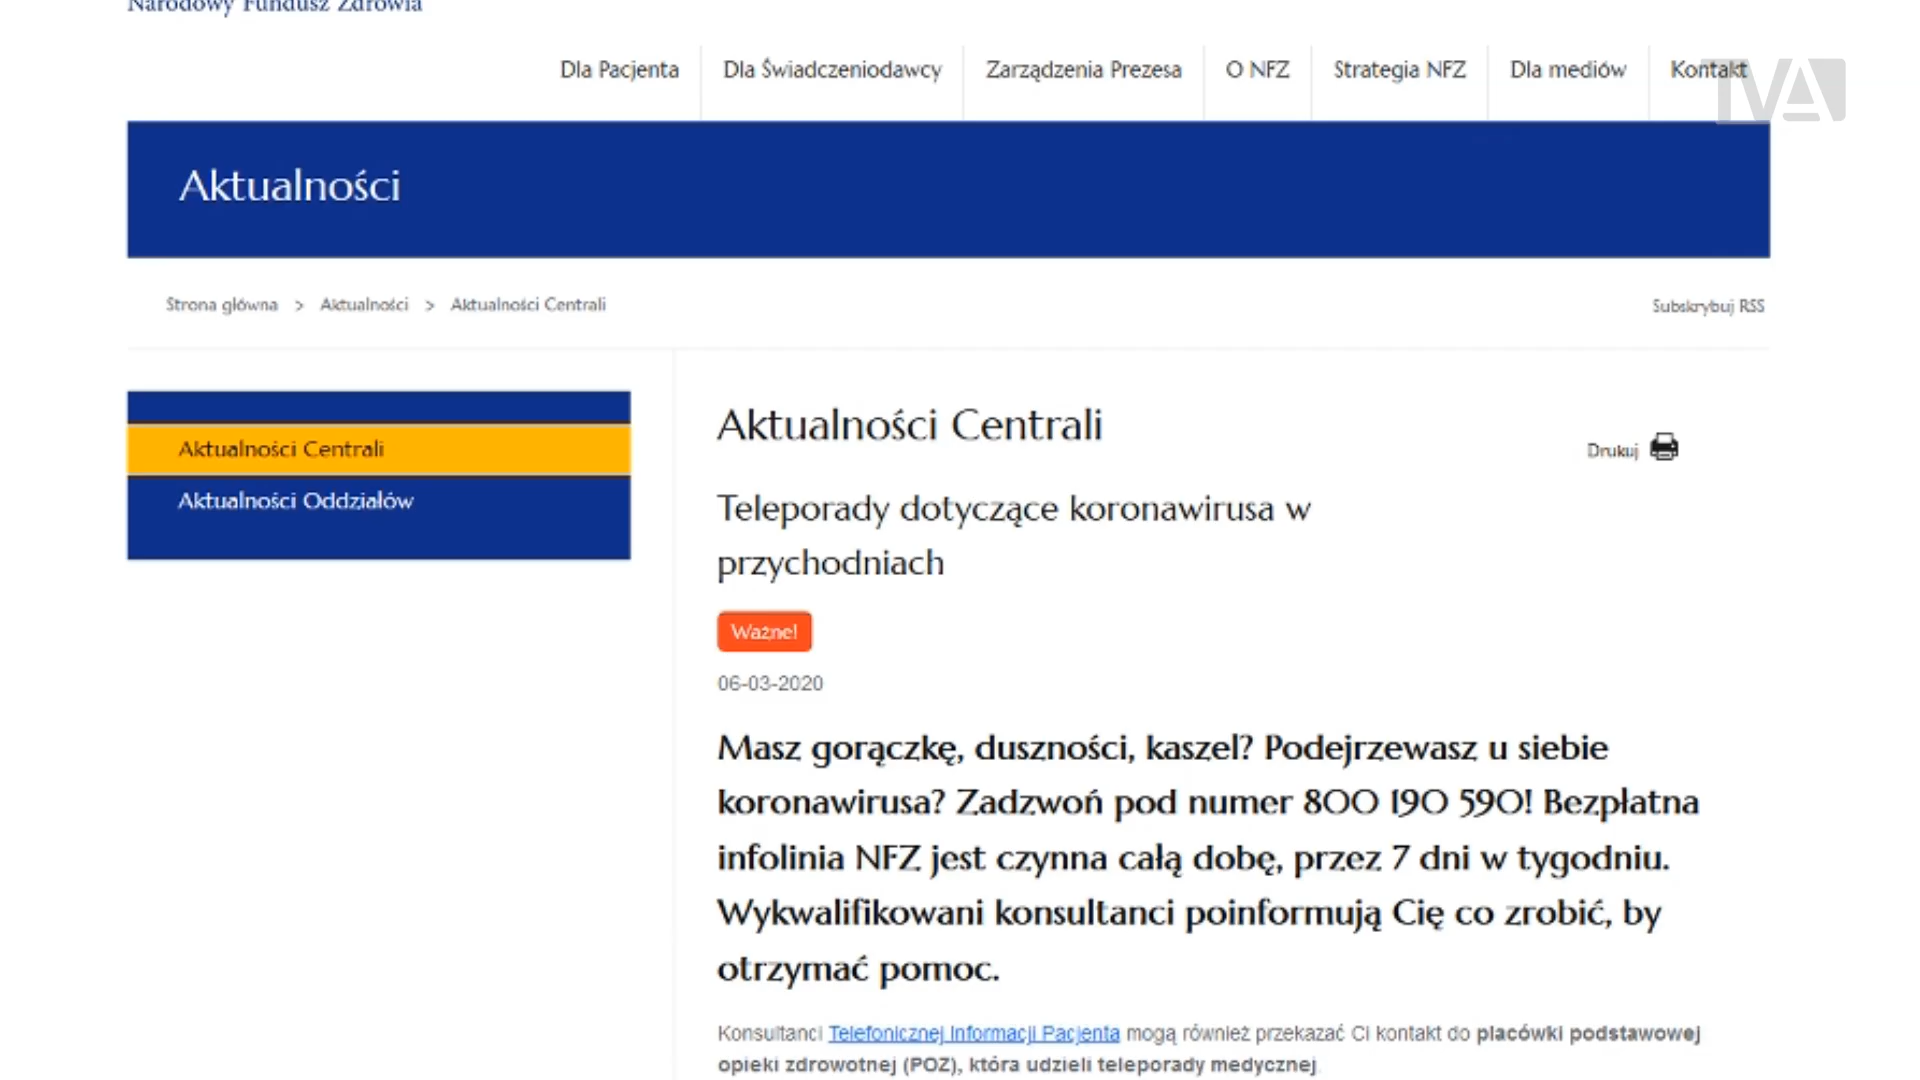 Narodowy Fundusz Zdrowia
Dla Pacjenta
Dla Świadczeniodawcy
Zarządzenia Prezesa
O NFZ
Strategia NFZ
Dla mediów
Kontakt
TVA
Aktualności
Strona główna > Aktualności > Aktualności Centrali
Subskrybuj RSS
Aktualności Centrali
Aktualności Oddziałów
Aktualności Centrali
Drukuj
Teleporady dotyczące koronawirusa w
przychodniach
Ważne!
06-03-2020
Masz gorączkę, duszności, kaszel? Podejrzewasz u siebie
koronawirusa? Zadzwoń pod numer 800 190 590! Bezpłatna
infolinia NFZ jest czynna całą dobę, przez 7 dni w tygodniu.
Wykwalifikowani konsultanci poinformują Cię co zrobić, by
otrzymać pomoc.
Konsultanci Telefonicznej Informacji Pacjenta mogą również przekazać Ci kontakt do placówki podstawowej
opieki zdrowotnej (POZ), która udzieli teleporady medycznej.